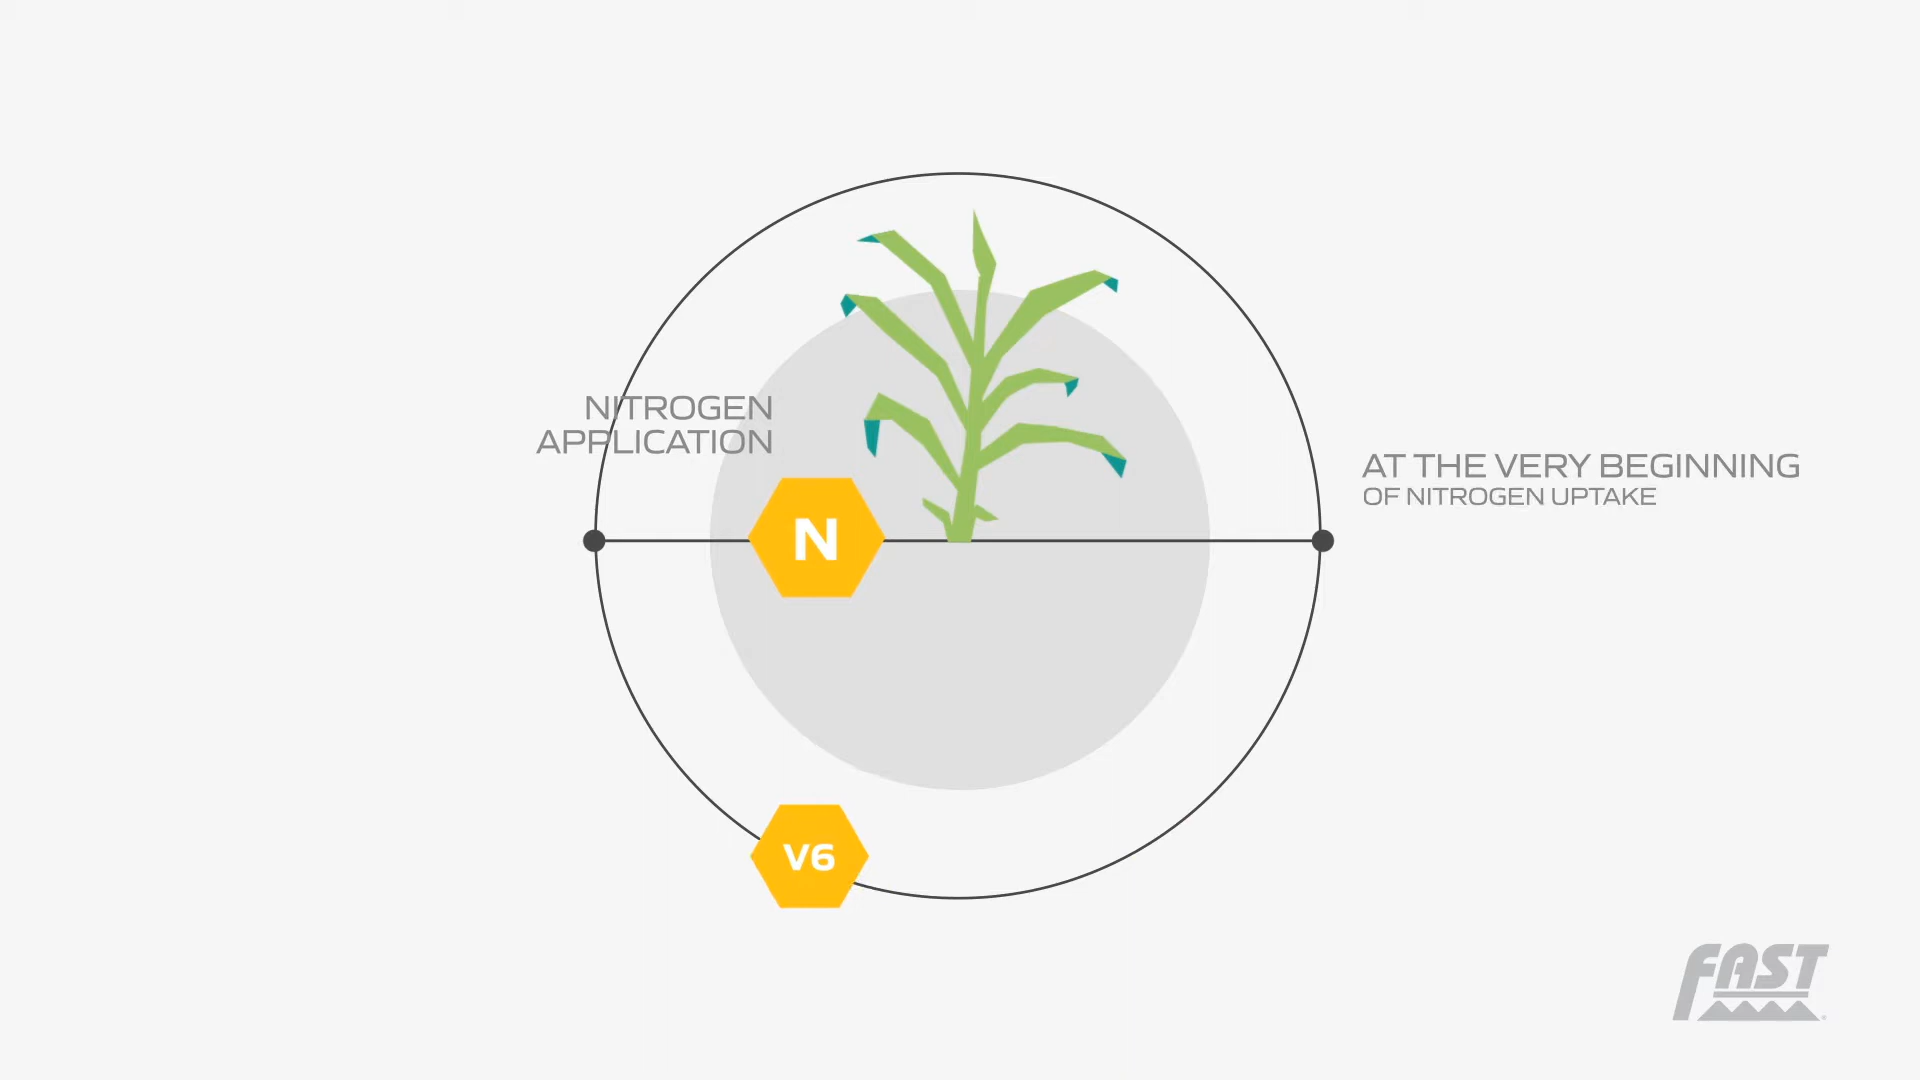 NITROGEN
APPLICATION
AT THE VERY BEGINNING
OF NITROGEN UPTAKE
N
V6
FAST